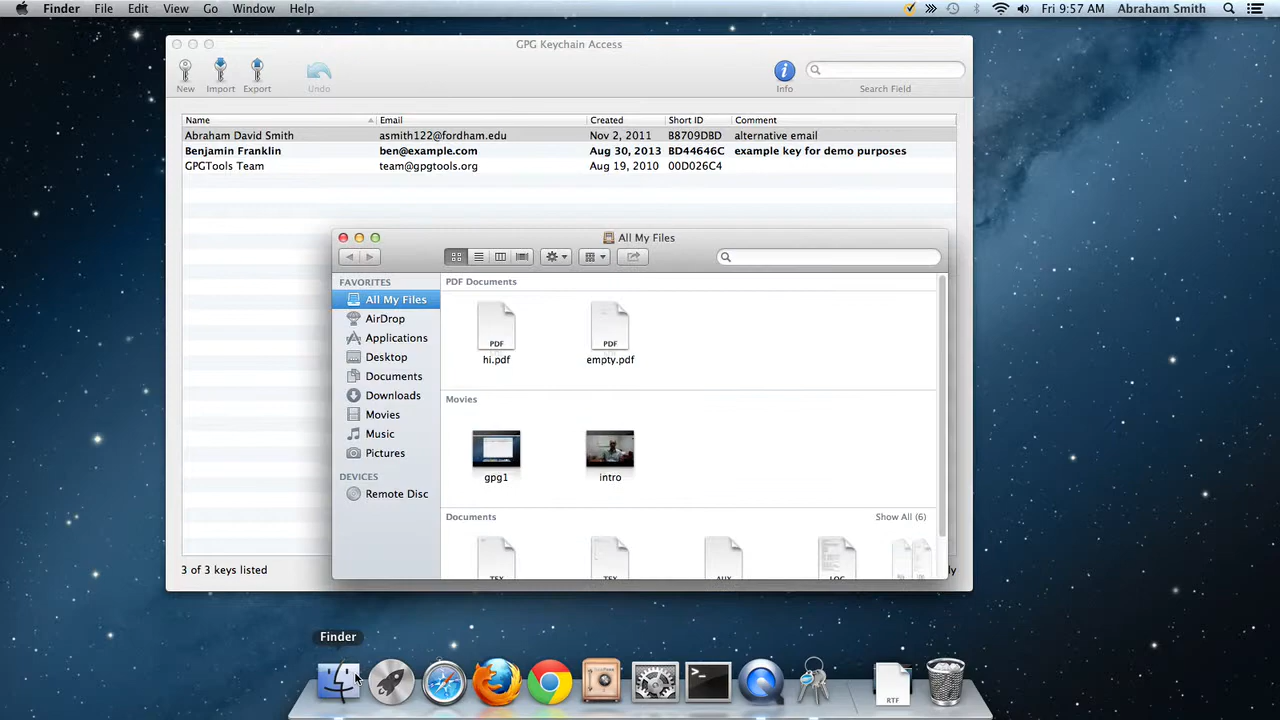 Finder File Edit View Go Window Help Fri 9:57 AM Abraham Smith
GPG Keychain Access
New Import Export Undo Info Search Field
Name Email Created Short ID Comment
Abraham David Smith asmith122@fordham.edu Nov 2, 2011 B8709DBD alternative email
Benjamin Franklin ben@example.com Aug 30, 2013 BD44646C example key for demo purposes
GPGTools Team team@gpgtools.org Aug 19, 2010 00D026C4
All My Files
FAVORITES
All My Files
AirDrop
Applications
Desktop
Documents
Downloads
Movies
Music
Pictures
DEVICES
Remote Disc
PDF Documents
PDF PDF
hi.pdf empty.pdf
Movies
gpg1 intro
Documents Show All (6)
TEX TEX AUX LOG
3 of 3 keys listed
Finder
RTF